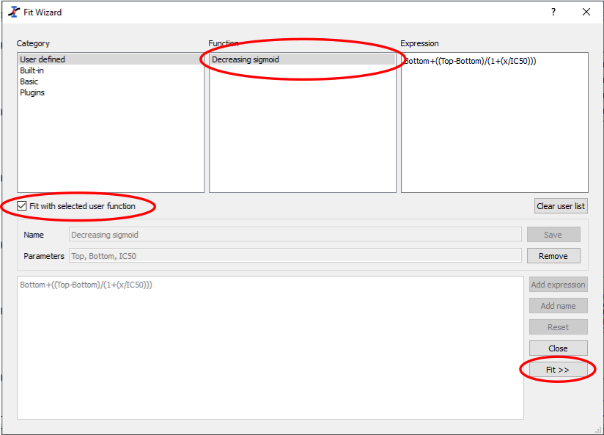 Fit Wizard
?
Category
Function
Expression
User defined
Built-in
Basic
Plugins
Decreasing sigmoid
Bottom+((Top-Bottom)/(1+(x/IC50)))
Fit with selected user function
Clear user list
Name
Decreasing sigmoid
Save
Parameters
Top, Bottom, IC50
Remove
Bottom+((Top-Bottom)/(1+(x/IC50)))
Add expression
Add name
Reset
Close
Fit >>